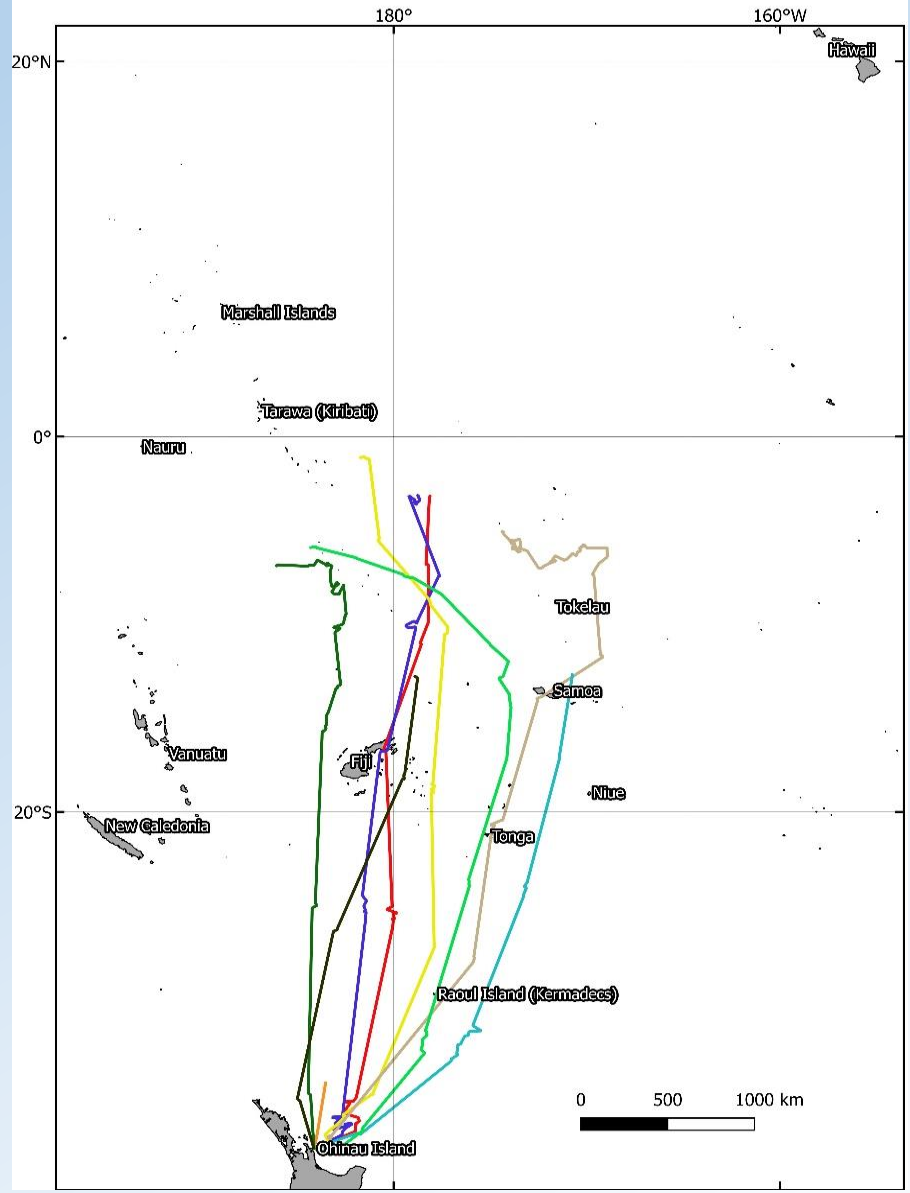 180°
160°W
Hawaii
20°N
Marshall Islands
Tarawa (Kiribati)
0°
Nauru
Tokelau
Samoa
Vanuatu
Fiji
Niue
20°S
New Caledonia
Tonga
Raoul Island (Kermadecs)
0 500 1000 km
Ohinau Island